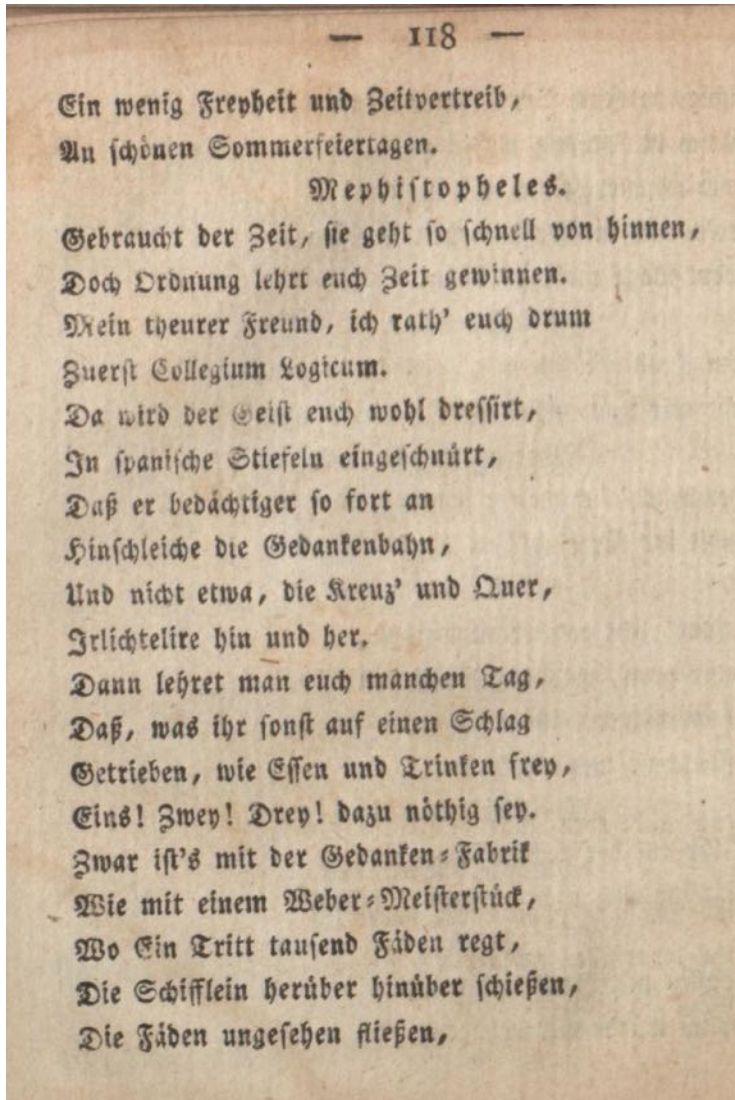 — 118 —
Ein wenig Freyheit und Zeitvertreib,
An schönen Sommerfeiertagen.
Mephistopheles.
Gebraucht der Zeit, sie geht so schnell von hinnen,
Doch Ordnung lehrt euch Zeit gewinnen.
Mein theurer Freund, ich rath' euch drum
Zuerst Collegium Logicum.
Da wird der Geist euch wohl dressirt,
In spanische Stiefeln eingeschnürt,
Daß er bedächtiger so fort an
Hinschleiche die Gedankenbahn,
Und nicht etwa, die Kreuz' und Quer,
Irlichtelire hin und her.
Dann lehret man euch manchen Tag,
Daß, was ihr sonst auf einen Schlag
Getrieben, wie Essen und Trinken frey,
Eins! Zwey! Drey! dazu nöthig sey.
Zwar ist's mit der Gedanken-Fabrik
Wie mit einem Weber-Meisterstück,
Wo Ein Tritt tausend Fäden regt,
Die Schifflein herüber hinüber schießen,
Die Fäden ungesehen fließen,